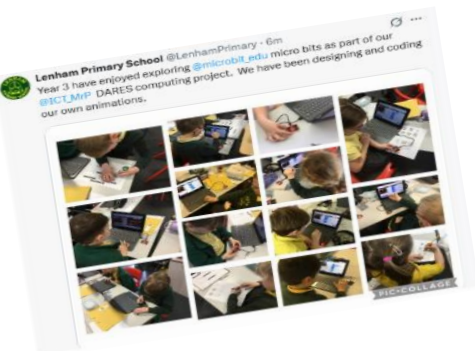 Lenham Primary School @LenhamPrimary · 6m
Year 3 have enjoyed exploring @microbit_edu micro bits as part of our
@ICT_MrP DARES computing project. We have been designing and coding
our own animations.
PIC•COLLAGE